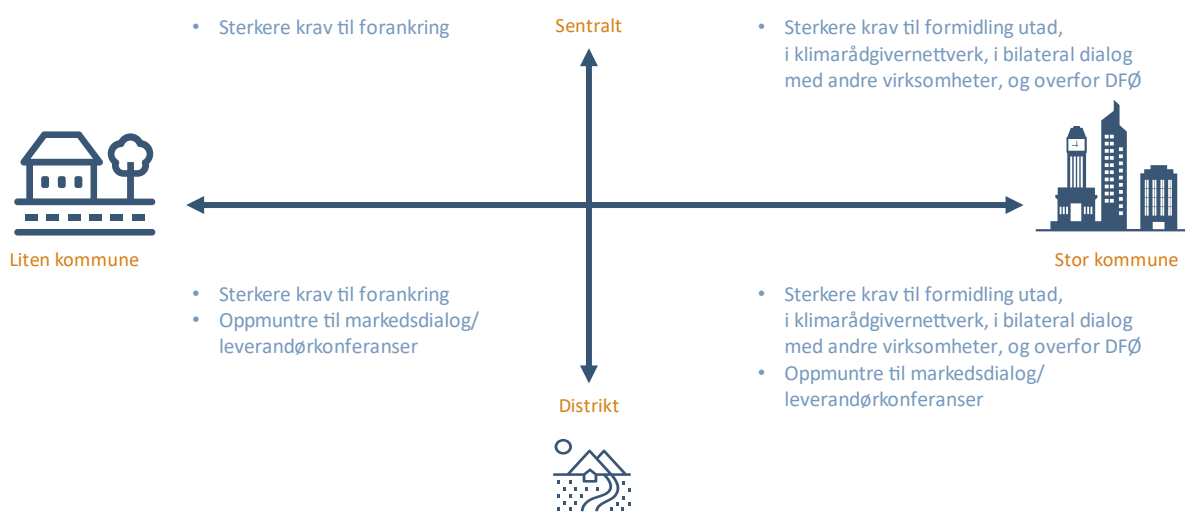 • Sterkere krav til forankring
Sentralt
• Sterkere krav til formidling utad,
i klimarådgivernettverk, i bilateral dialog
med andre virksomheter, og overfor DFØ
Liten kommune
Stor kommune
• Sterkere krav til forankring
• Oppmuntre til markedsdialog/
leverandørkonferanser
• Sterkere krav til formidling utad,
i klimarådgivernettverk, i bilateral dialog
med andre virksomheter, og overfor DFØ
• Oppmuntre til markedsdialog/
leverandørkonferanser
Distrikt